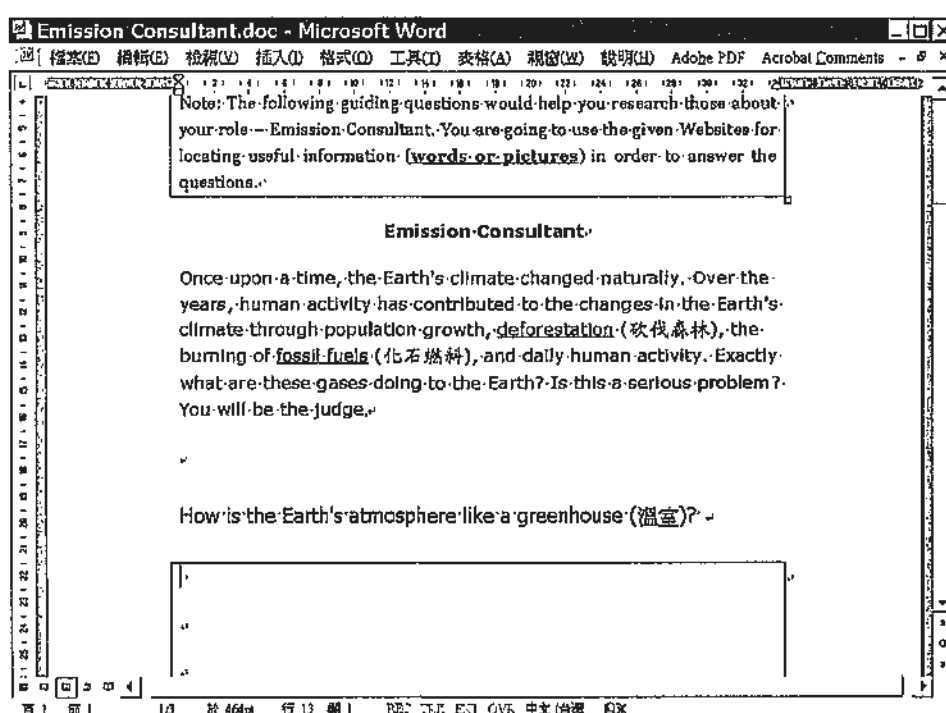 Emission Consultant.doc - Microsoft Word
檔案(F) 編輯(E) 檢視(V) 插入(I) 格式(O) 工具(T) 表格(A) 視窗(W) 說明(H) Adobe PDF Acrobat Comments
Note: The following guiding questions would help you research those about
your role – Emission Consultant. You are going to use the given Websites for
locating useful information (words or pictures) in order to answer the
questions.
Emission Consultant
Once upon a time, the Earth's climate changed naturally. Over the
years, human activity has contributed to the changes in the Earth's
climate through population growth, deforestation (砍伐森林), the
burning of fossil fuels (化石燃料), and daily human activity. Exactly
what are these gases doing to the Earth? Is this a serious problem?
You will be the judge.
How is the Earth's atmosphere like a greenhouse (溫室)?